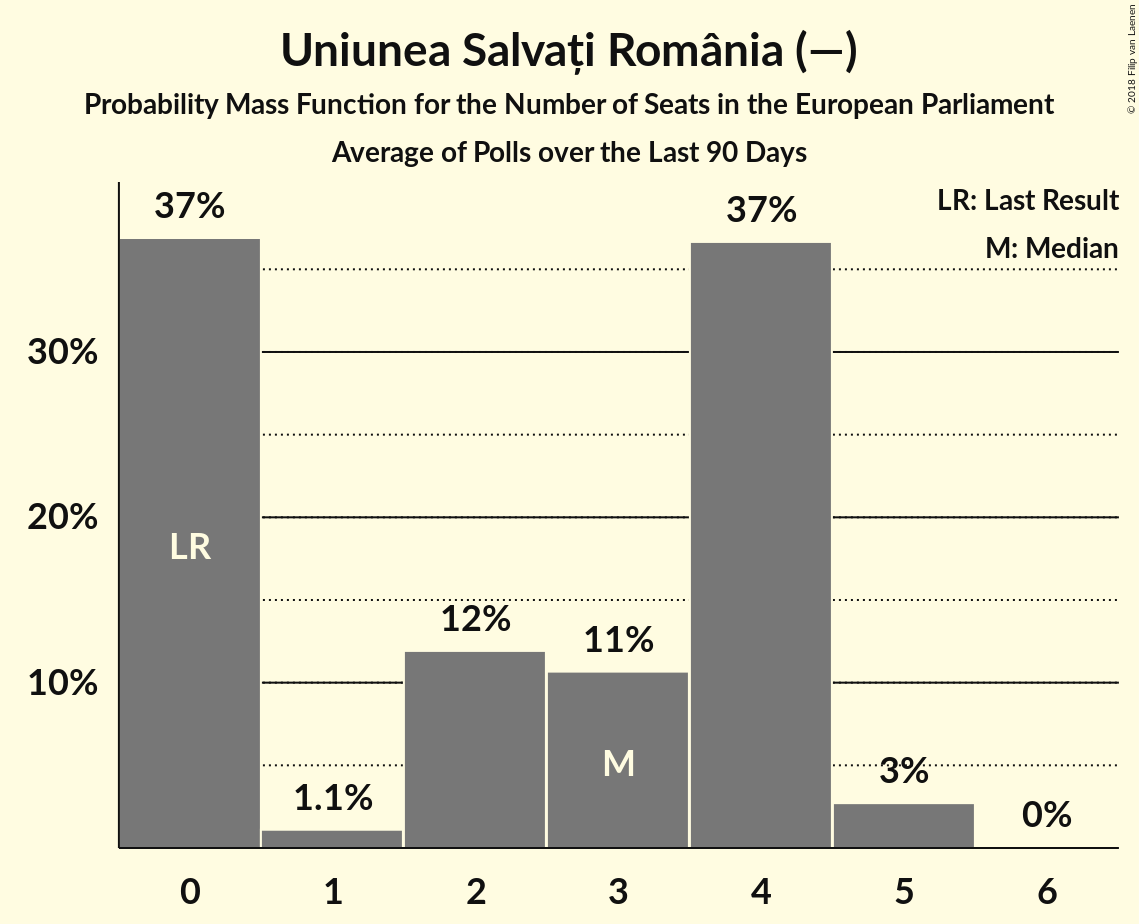 Uniunea Salvați România (—)
Probability Mass Function for the Number of Seats in the European Parliament
Average of Polls over the Last 90 Days
© 2018 Filip van Laenen
LR: Last Result
M: Median
37%
37%
30%
20%
LR
12%
11%
10%
M
3%
1.1%
0%
0 1 2 3 4 5 6